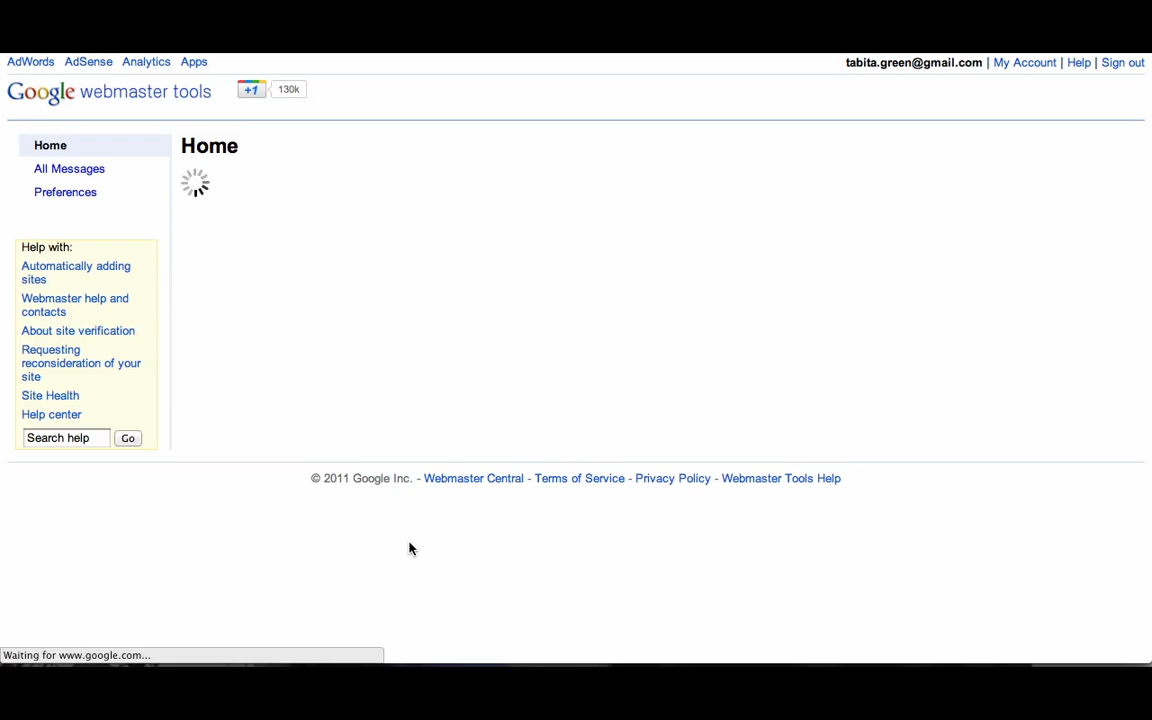 AdWords AdSense Analytics Apps
tabita.green@gmail.com | My Account | Help | Sign out
Google webmaster tools
+1 130k
Home
All Messages
Preferences
Home
Help with:
Automatically adding
sites
Webmaster help and
contacts
About site verification
Requesting
reconsideration of your
site
Site Health
Help center
Search help Go
© 2011 Google Inc. - Webmaster Central - Terms of Service - Privacy Policy - Webmaster Tools Help
Waiting for www.google.com...